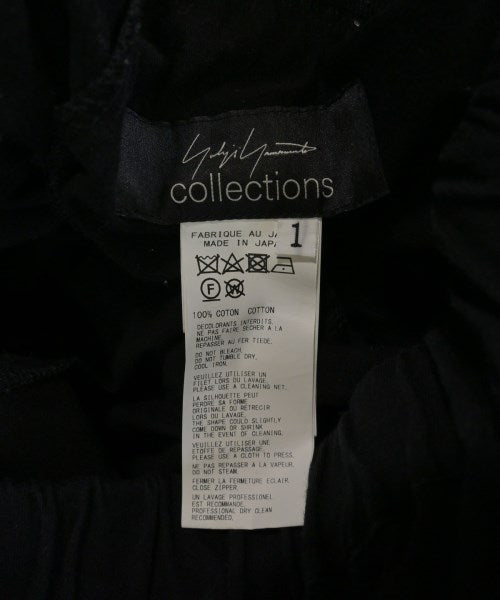 Yohji Yamamoto
collections
FABRIQUE AU JA
MADE IN JAPA
1
F
W
100% COTON COTTON
DECOLORANTS INTERDITS.
NE PAS FAIRE SECHER A LA
MACHINE.
REPASSER AU FER TIEDE.
DO NOT BLEACH.
DO NOT TUMBLE DRY.
COOL IRON.
VEUILLEZ UTILISER UN
FILET LORS DU LAVAGE.
PLEASE USE A CLEANING NET.
LA SILHOUETTE PEUT
PERDRE SA FORME
ORIGINALE OU RETRECIR
LORS DU LAVAGE.
THE SHAPE COULD SLIGHTLY
COME DOWN OR SHRINK
IN THE EVENT OF CLEANING.
VEUILLEZ UTILISER UNE
ETOFFE DE REPASSAGE.
PLEASE USE A CLOTH TO PRESS.
NE PAS REPASSER A LA VAPEUR.
DO NOT STEAM.
FERMER LA FERMETURE ECLAIR.
CLOSE ZIPPER.
UN LAVAGE PROFESSIONEL
EST RECOMMANDE.
PROFESSIONAL DRY CLEAN
RECOMMENDED.